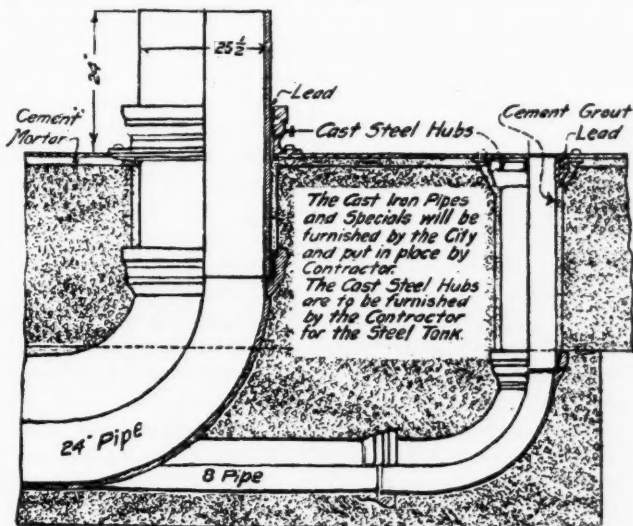 24"
25 1/2
Lead
Cement
Mortar
Cast Steel Hubs
Cement Grout
Lead
The Cast Iron Pipes
and Specials will be
furnished by the City
and put in place by
Contractor.
The Cast Steel Hubs
are to be furnished
by the Contractor
for the Steel Tank.
24" Pipe
8 Pipe